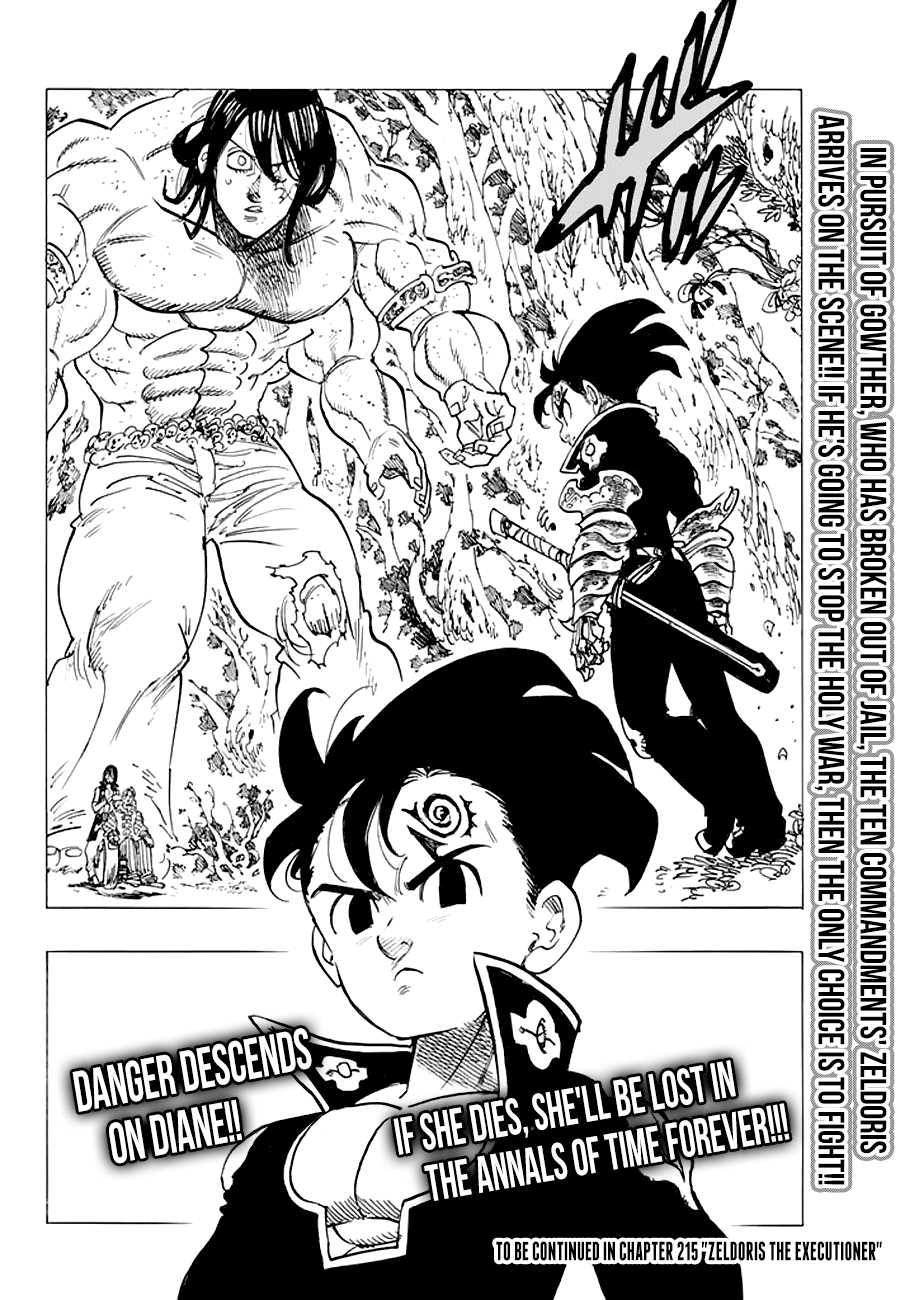 IN PURSUIT OF GOWTHER, WHO HAS BROKEN OUT OF JAIL, THE TEN COMMANDMENTS' ZELDORIS
ARRIVES ON THE SCENE!! IF HE'S GOING TO STOP THE HOLY WAR, THEN THE ONLY CHOICE IS TO FIGHT!!
DANGER DESCENDS
ON DIANE!!
IF SHE DIES, SHE'LL BE LOST IN
THE ANNALS OF TIME FOREVER!!!
TO BE CONTINUED IN CHAPTER 215 "ZELDORIS THE EXECUTIONER"